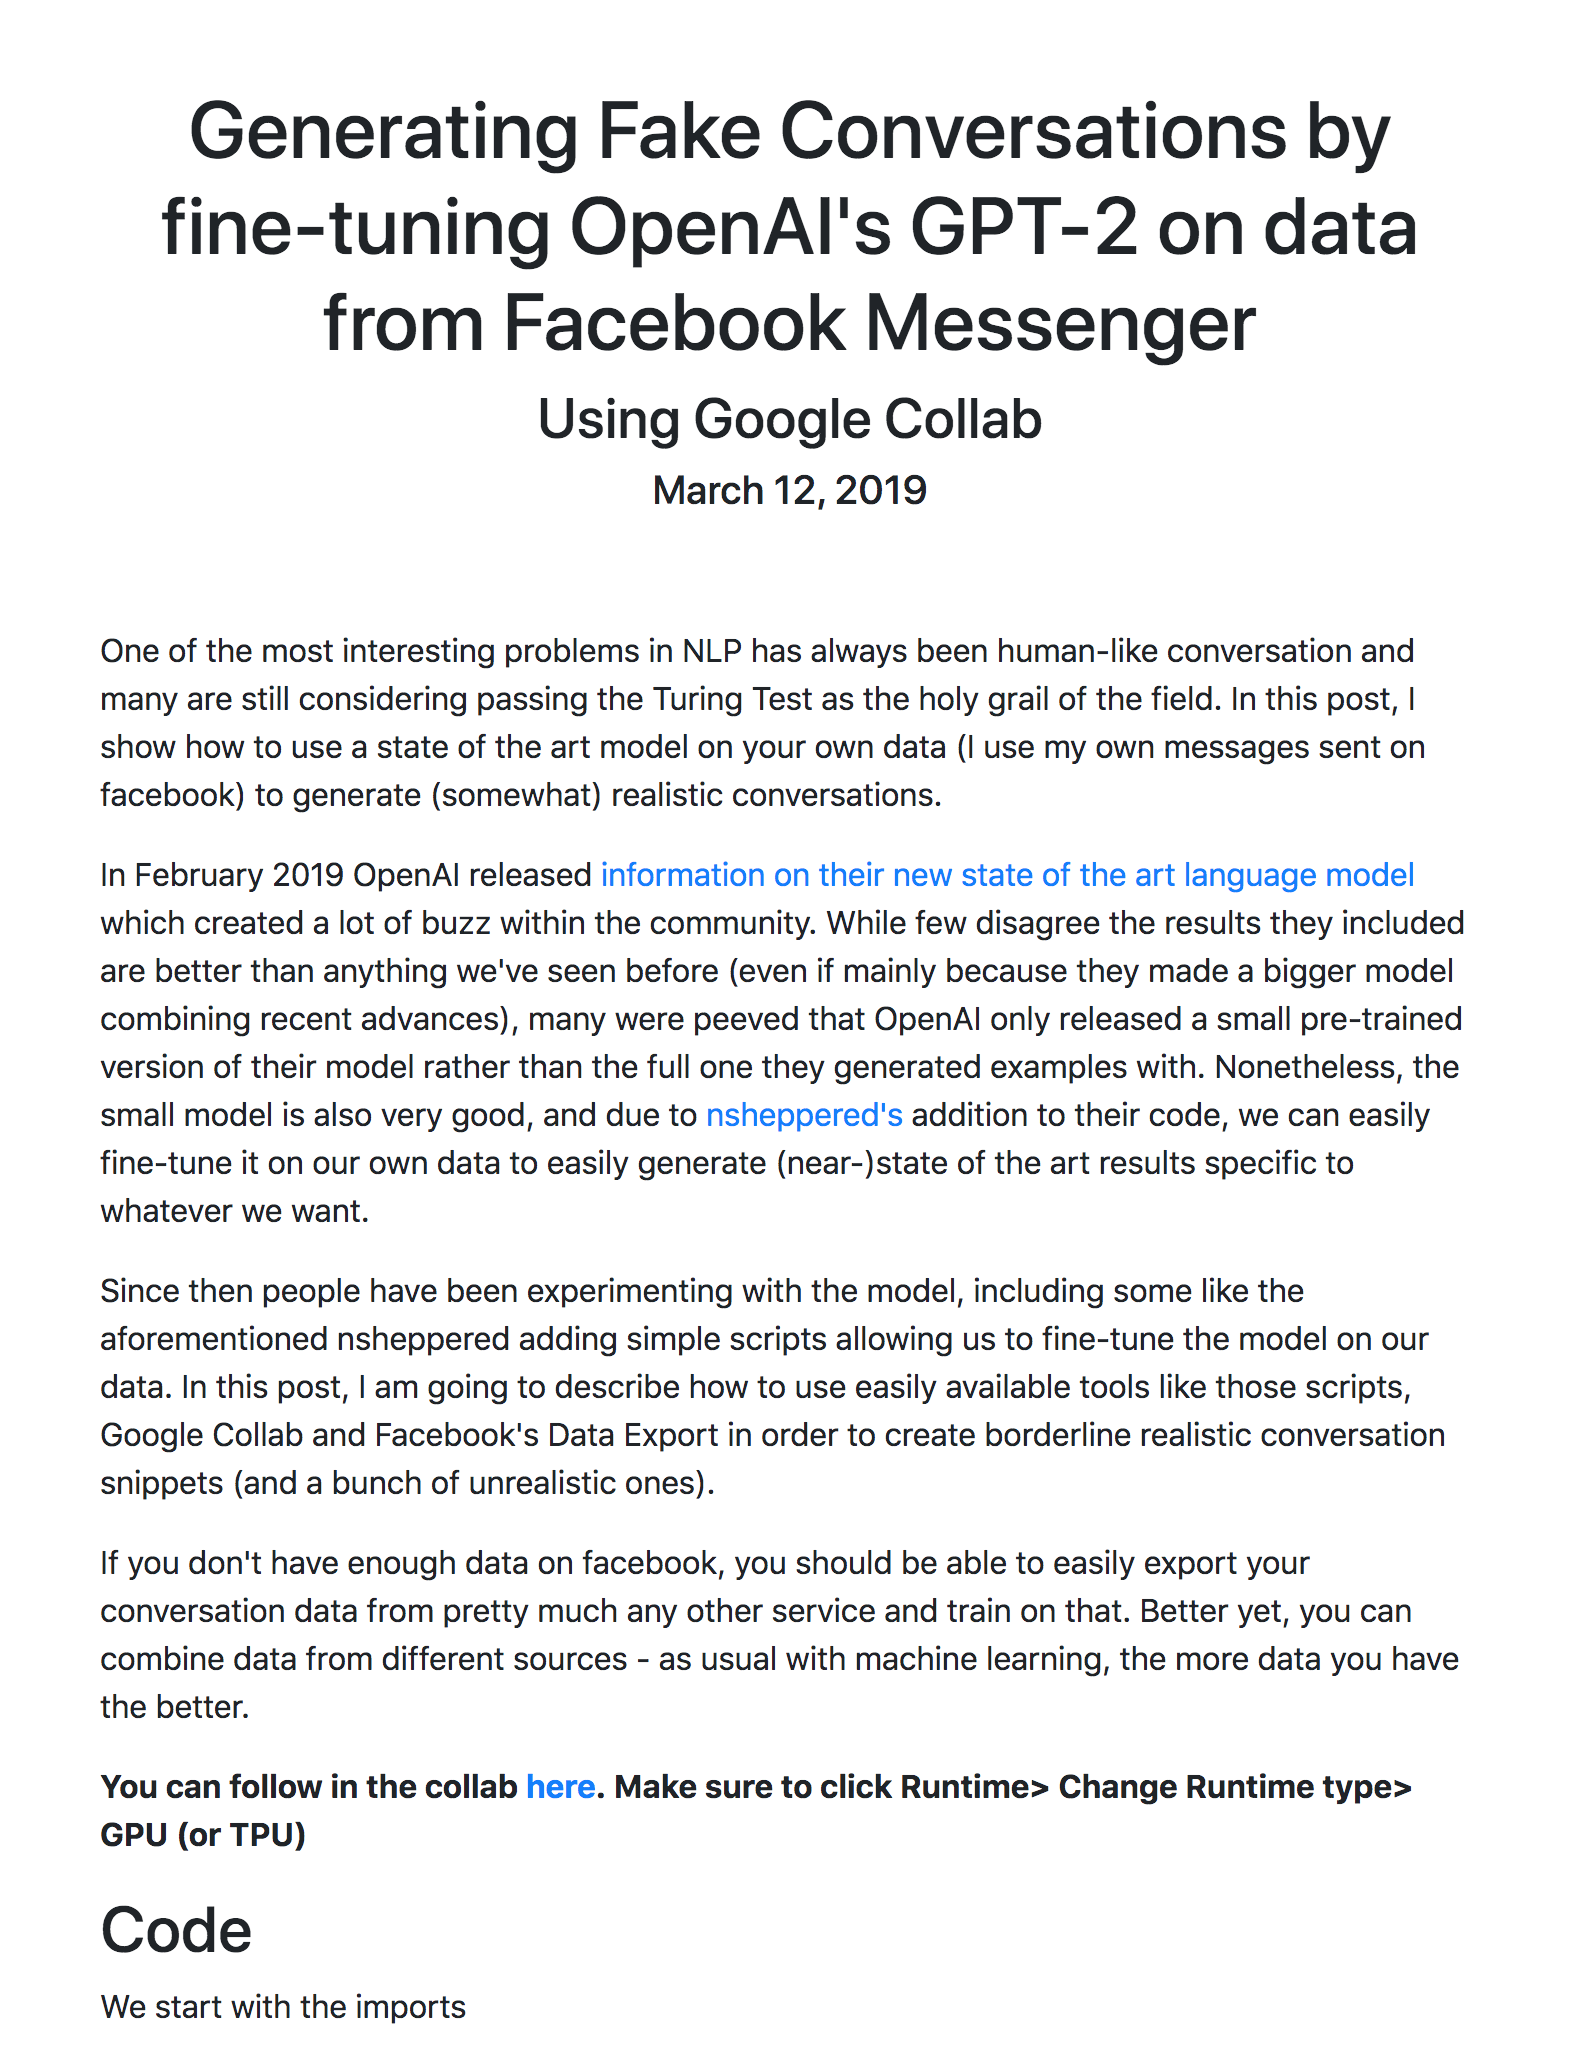 Generating Fake Conversations by
fine-tuning OpenAI's GPT-2 on data
from Facebook Messenger
Using Google Collab
March 12, 2019
One of the most interesting problems in NLP has always been human-like conversation and
many are still considering passing the Turing Test as the holy grail of the field. In this post, I
show how to use a state of the art model on your own data (I use my own messages sent on
facebook) to generate (somewhat) realistic conversations.
In February 2019 OpenAI released information on their new state of the art language model
which created a lot of buzz within the community. While few disagree the results they included
are better than anything we've seen before (even if mainly because they made a bigger model
combining recent advances), many were peeved that OpenAI only released a small pre-trained
version of their model rather than the full one they generated examples with. Nonetheless, the
small model is also very good, and due to nsheppered's addition to their code, we can easily
fine-tune it on our own data to easily generate (near-)state of the art results specific to
whatever we want.
Since then people have been experimenting with the model, including some like the
aforementioned nsheppered adding simple scripts allowing us to fine-tune the model on our
data. In this post, I am going to describe how to use easily available tools like those scripts,
Google Collab and Facebook's Data Export in order to create borderline realistic conversation
snippets (and a bunch of unrealistic ones).
If you don't have enough data on facebook, you should be able to easily export your
conversation data from pretty much any other service and train on that. Better yet, you can
combine data from different sources - as usual with machine learning, the more data you have
the better.
You can follow in the collab here. Make sure to click Runtime> Change Runtime type>
GPU (or TPU)
Code
We start with the imports